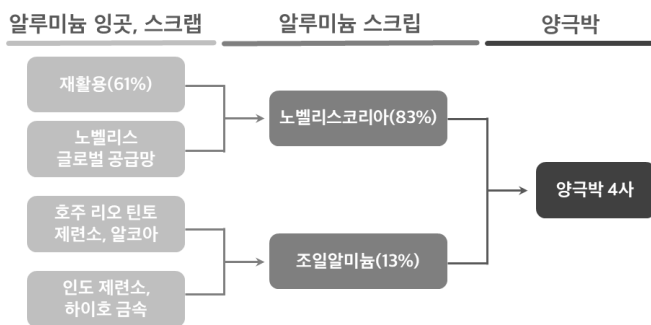 알루미늄 잉곳, 스크랩
알루미늄 스크립
양극박
재활용(61%)
노벨리스
글로벌 공급망
호주 리오 틴토
제련소, 알코아
인도 제련소,
하이호 금속
노벨리스코리아(83%)
조일알미늄(13%)
양극박 4사